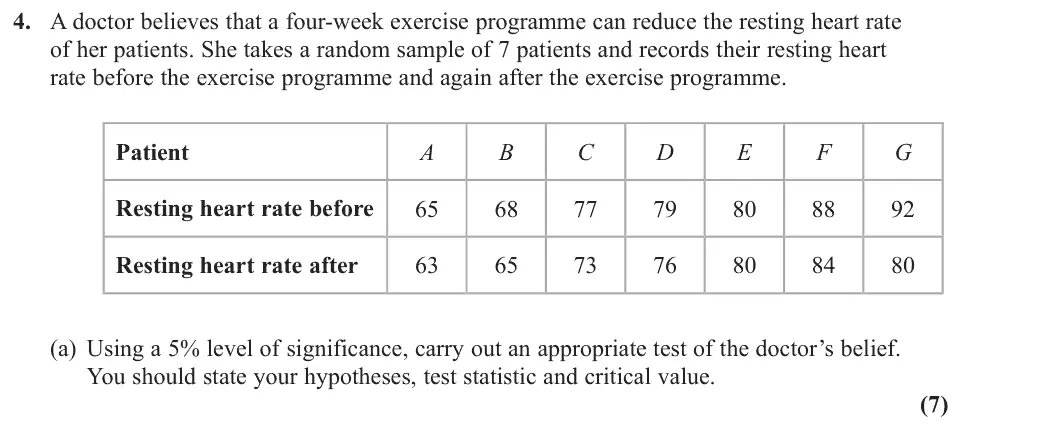 4. A doctor believes that a four-week exercise programme can reduce the resting heart rate
of her patients. She takes a random sample of 7 patients and records their resting heart
rate before the exercise programme and again after the exercise programme.
Patient A B C D E F G
Resting heart rate before 65 68 77 79 80 88 92
Resting heart rate after 63 65 73 76 80 84 80
(a) Using a 5% level of significance, carry out an appropriate test of the doctor’s belief.
You should state your hypotheses, test statistic and critical value.
(7)